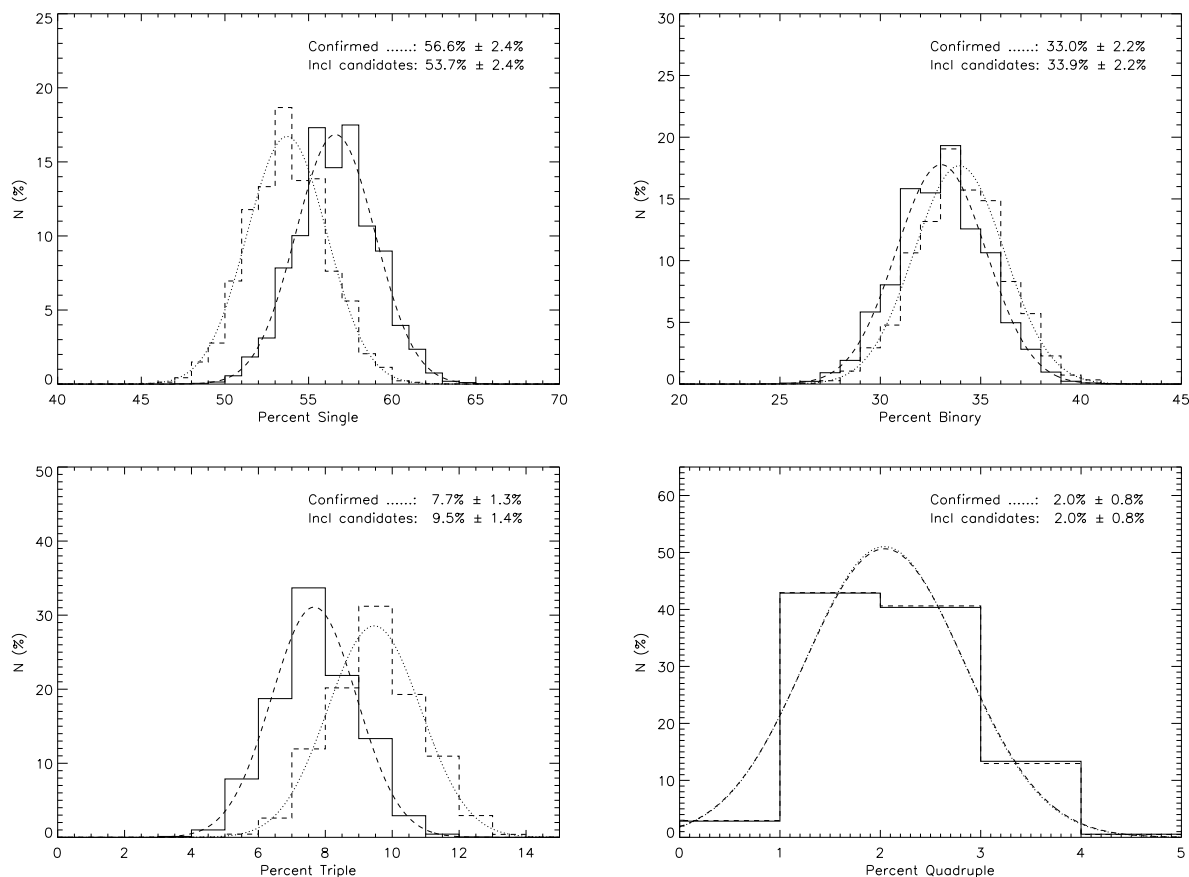 25
20
15
10
5
0
N (%)
Confirmed ......: 56.6% ± 2.4%
Incl candidates: 53.7% ± 2.4%
40 45 50 55 60 65 70
Percent Single
30
25
20
15
10
5
0
N (%)
Confirmed ......: 33.0% ± 2.2%
Incl candidates: 33.9% ± 2.2%
20 25 30 35 40 45
Percent Binary
50
40
30
20
10
0
N (%)
Confirmed ......: 7.7% ± 1.3%
Incl candidates: 9.5% ± 1.4%
0 2 4 6 8 10 12 14
Percent Triple
60
50
40
30
20
10
0
N (%)
Confirmed ......: 2.0% ± 0.8%
Incl candidates: 2.0% ± 0.8%
0 1 2 3 4 5
Percent Quadruple